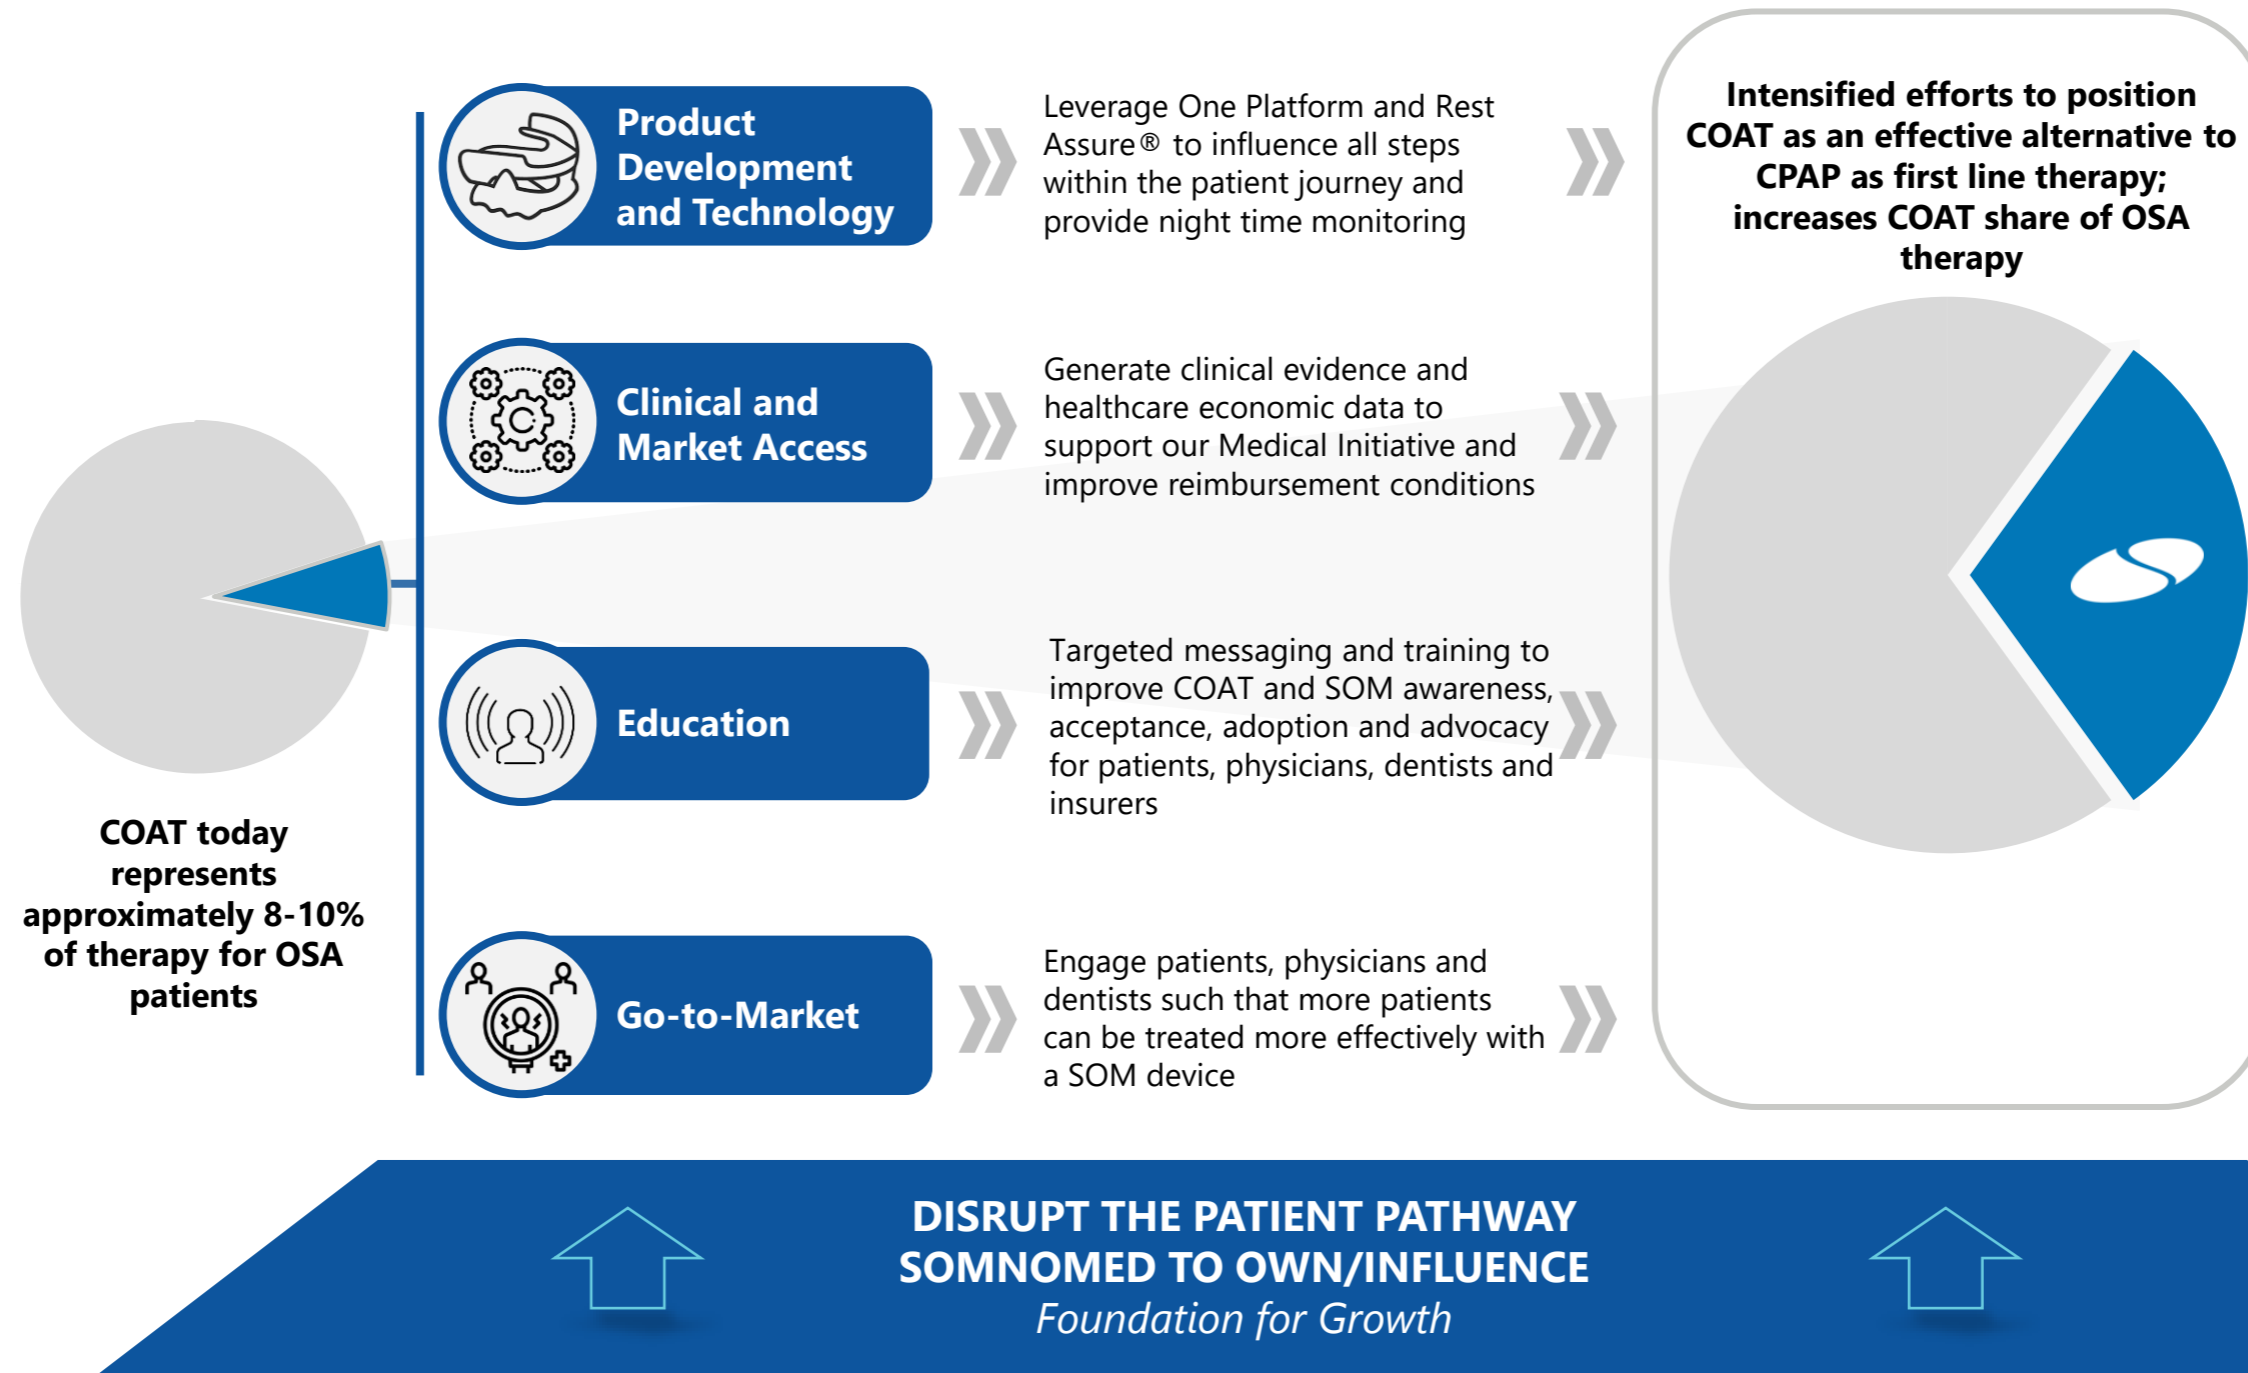 COAT today
represents
approximately 8-10%
of therapy for OSA
patients
Product
Development
and Technology
Leverage One Platform and Rest
Assure® to influence all steps
within the patient journey and
provide night time monitoring
Clinical and
Market Access
Generate clinical evidence and
healthcare economic data to
support our Medical Initiative and
improve reimbursement conditions
Education
Targeted messaging and training to
improve COAT and SOM awareness,
acceptance, adoption and advocacy
for patients, physicians, dentists and
insurers
Go-to-Market
Engage patients, physicians and
dentists such that more patients
can be treated more effectively with
a SOM device
Intensified efforts to position
COAT as an effective alternative to
CPAP as first line therapy;
increases COAT share of OSA
therapy
DISRUPT THE PATIENT PATHWAY
SOMNOMED TO OWN/INFLUENCE
Foundation for Growth